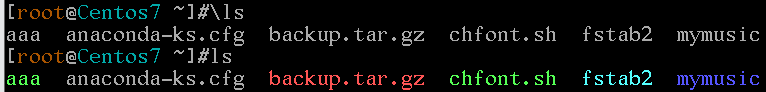 [root@Centos7 ~]#\ls
aaa  anaconda-ks.cfg  backup.tar.gz  chfont.sh  fstab2  mymusic
[root@Centos7 ~]#ls
aaa  anaconda-ks.cfg  backup.tar.gz  chfont.sh  fstab2  mymusic